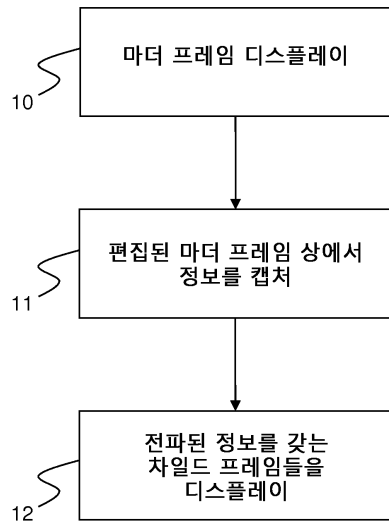 마더 프레임 디스플레이
10
편집된 마더 프레임 상에서
정보를 캡처
11
전파된 정보를 갖는
차일드 프레임들을
디스플레이
12